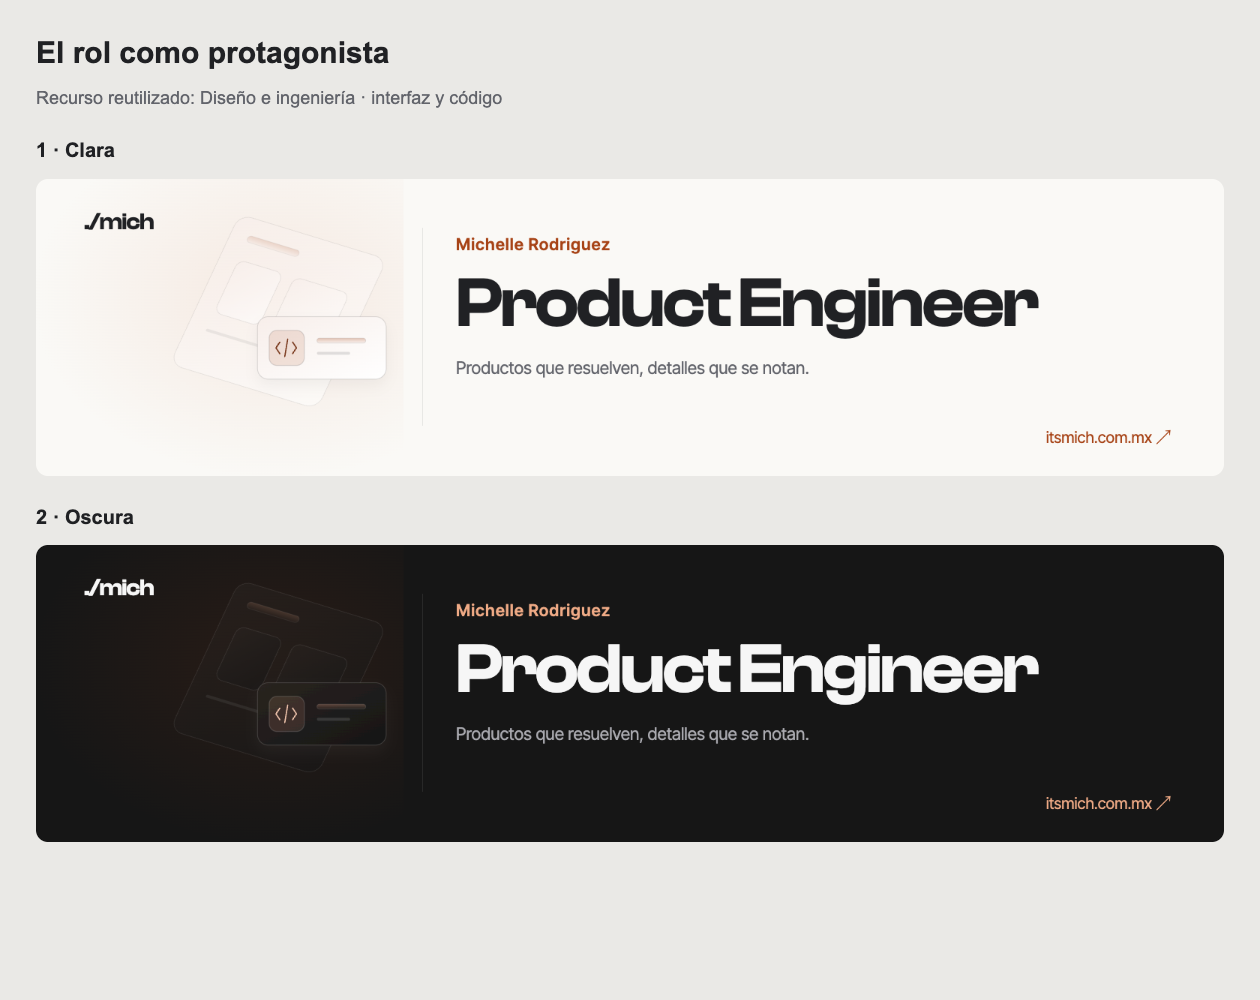 El rol como protagonista
Recurso reutilizado: Diseño e ingeniería · interfaz y código
1 · Clara
./mich
Michelle Rodriguez
Product Engineer
</>
Productos que resuelven, detalles que se notan.
itsmich.com.mx ↗
2 · Oscura
./mich
Michelle Rodriguez
Product Engineer
</>
Productos que resuelven, detalles que se notan.
itsmich.com.mx ↗